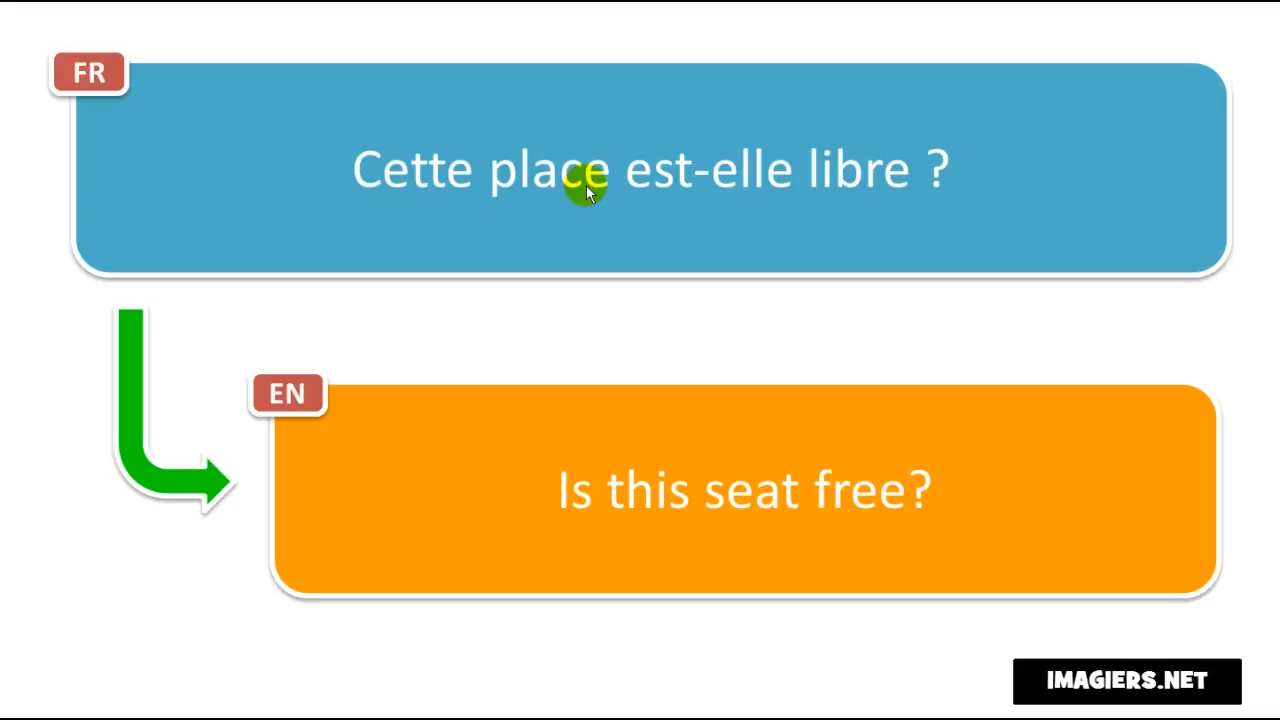 FR
Cette place est-elle libre ?
EN
Is this seat free?
IMAGIERS.NET